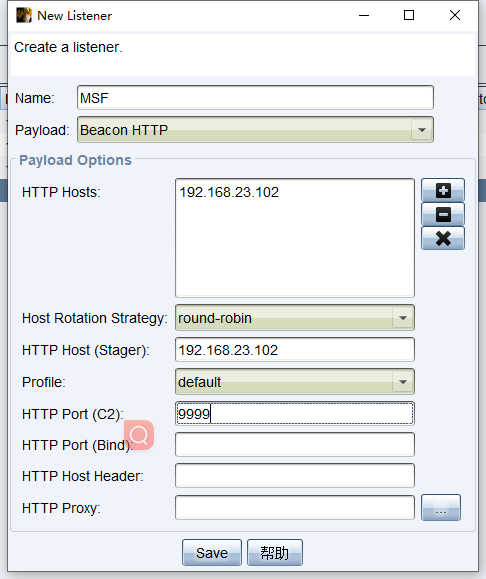 New Listener
Create a listener.
Name: MSF
Payload: Beacon HTTP
Payload Options
HTTP Hosts: 192.168.23.102
Host Rotation Strategy: round-robin
HTTP Host (Stager): 192.168.23.102
Profile: default
HTTP Port (C2): 9999
HTTP Port (Bind):
HTTP Host Header:
HTTP Proxy: ...
Save 帮助